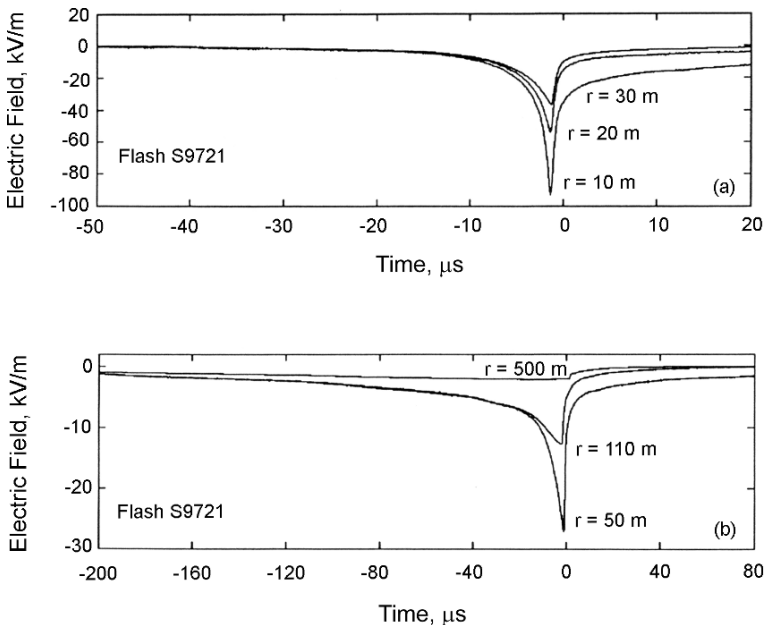 20
0
-20
-40
-60
-80
-100
Electric Field, kV/m
r = 30 m
r = 20 m
r = 10 m
Flash S9721
(a)
-50 -40 -30 -20 -10 0 10 20
Time, μs
0
-10
-20
-30
Electric Field, kV/m
r = 500 m
r = 110 m
r = 50 m
Flash S9721
(b)
-200 -160 -120 -80 -40 0 40 80
Time, μs